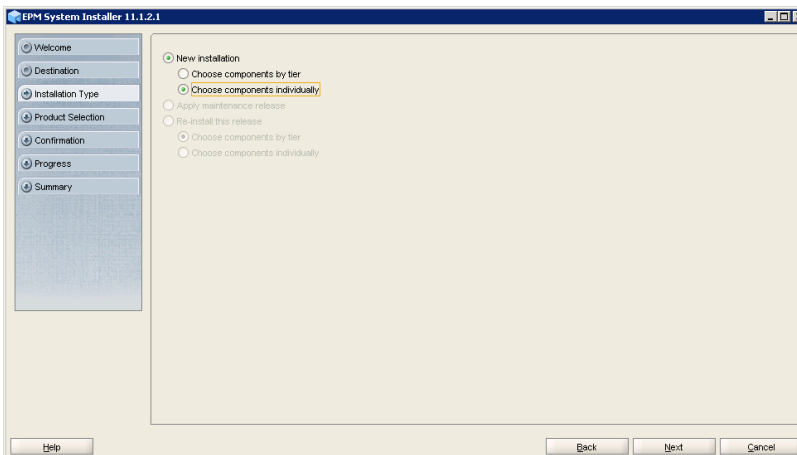 EPM System Installer 11.1.2.1
Welcome
Destination
Installation Type
Product Selection
Confirmation
Progress
Summary
New installation
Choose components by tier
Choose components individually
Apply maintenance release
Re-install this release
Choose components by tier
Choose components individually
Help
Back
Next
Cancel